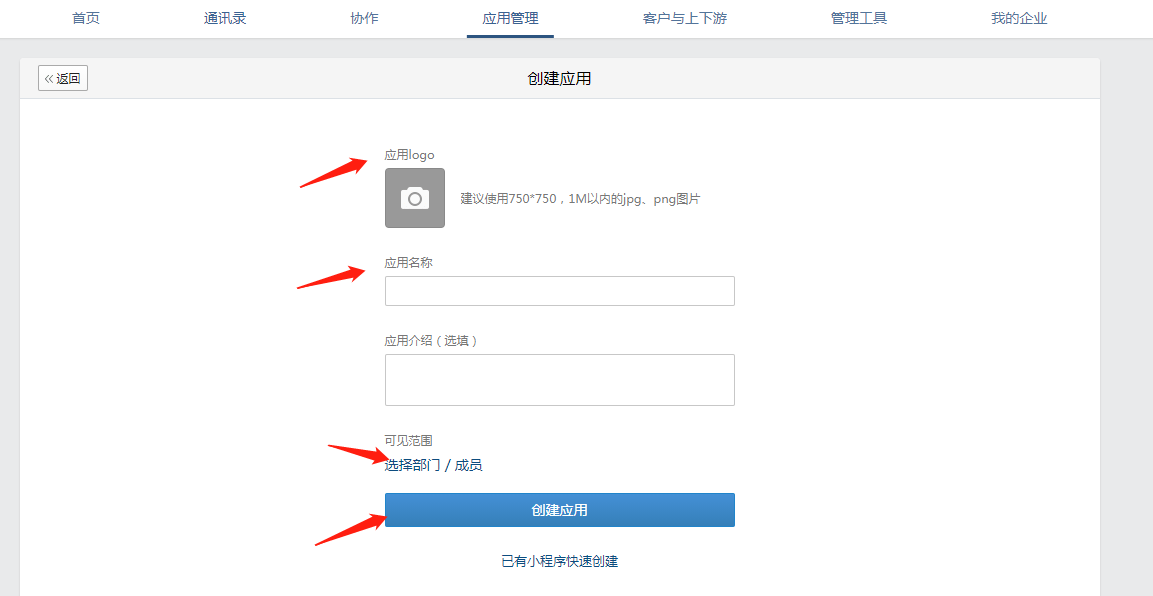 首页 通讯录 协作 应用管理 客户与上下游 管理工具 我的企业
«返回 创建应用
应用logo
建议使用750*750，1M以内的jpg、png图片
应用名称
应用介绍（选填）
可见范围
选择部门 / 成员
创建应用
已有小程序快速创建